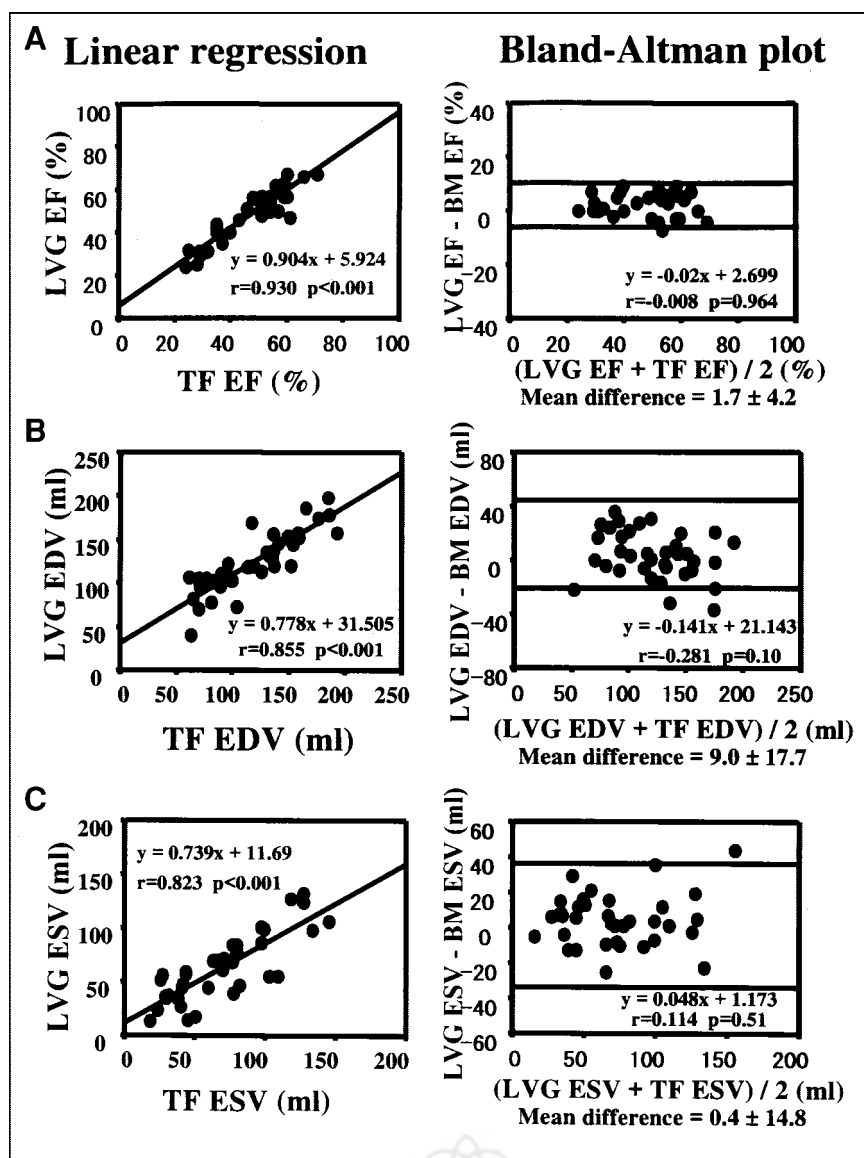 A
Linear regression
Bland-Altman plot
100
80
60
40
20
0
LVG EF (%)
y = 0.904x + 5.924
r=0.930 p<0.001
0 20 40 60 80 100
TF EF (%)
40
20
0
−20
−40
LVG EF - BM EF (%)
y = -0.02x + 2.699
r=-0.008 p=0.964
0 20 40 60 80 100
(LVG EF + TF EF) / 2 (%)
Mean difference = 1.7 ± 4.2
B
250
200
150
100
50
0
LVG EDV (ml)
y = 0.778x + 31.505
r=0.855 p<0.001
0 50 100 150 200 250
TF EDV (ml)
80
40
0
−40
−80
LVG EDV - BM EDV (ml)
y = -0.141x + 21.143
r=-0.281 p=0.10
0 50 100 150 200 250
(LVG EDV + TF EDV) / 2 (ml)
Mean difference = 9.0 ± 17.7
C
200
150
100
50
0
LVG ESV (ml)
y = 0.739x + 11.69
r=0.823 p<0.001
0 50 100 150 200
TF ESV (ml)
60
40
20
0
−20
−40
−60
LVG ESV - BM ESV (ml)
y = 0.048x + 1.173
r=0.114 p=0.51
0 50 100 150 200
(LVG ESV + TF ESV) / 2 (ml)
Mean difference = 0.4 ± 14.8